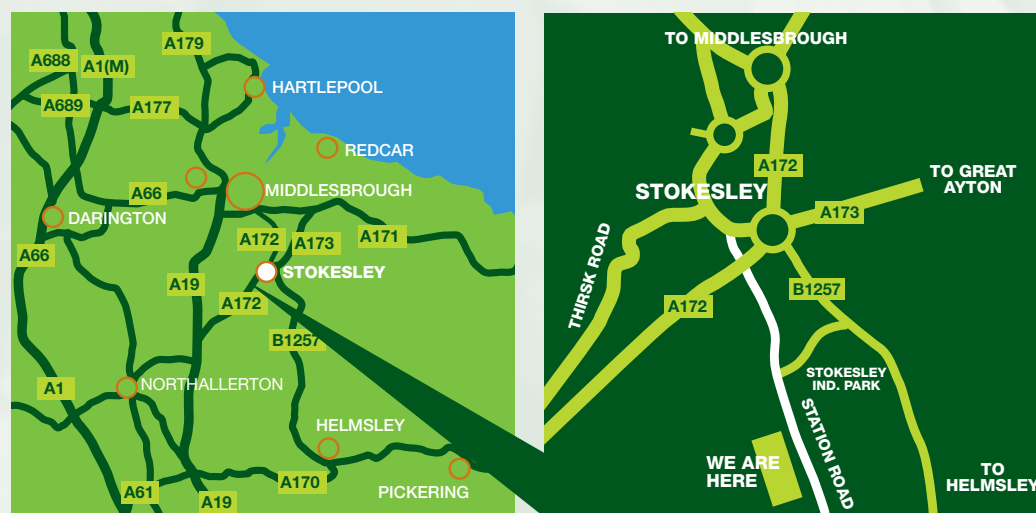 A688
A1(M)
A179
A689
A177
HARTLEPOOL
REDCAR
A66
MIDDLESBROUGH
DARINGTON
A66
A172
A173
A171
STOKESLEY
A19
A172
B1257
NORTHALLERTON
A1
HELMSLEY
A61
A19
A170
PICKERING
TO MIDDLESBROUGH
A172
STOKESLEY
TO GREAT
AYTON
A173
THIRSK ROAD
A172
B1257
STOKESLEY
IND. PARK
STATION ROAD
WE ARE
HERE
TO
HELMSLEY